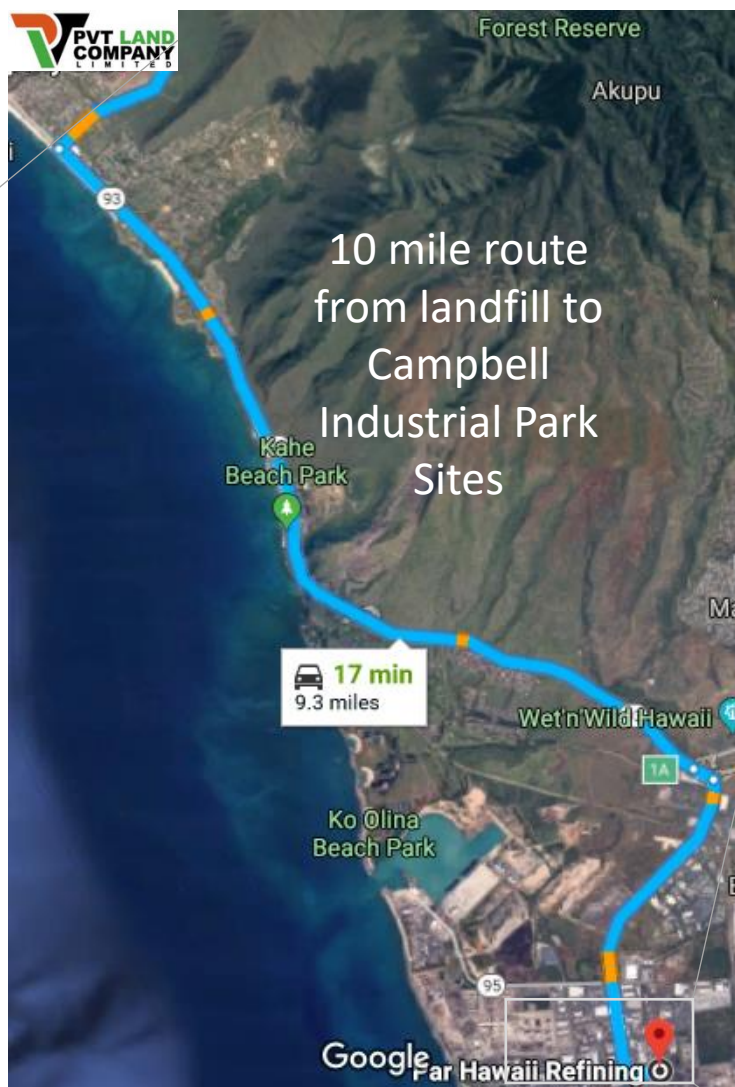 PVT LAND
COMPANY
LIMITED
Forest Reserve
Akupu
93
10 mile route
from landfill to
Campbell
Industrial Park
Sites
Kahe
Beach Park
17 min
9.3 miles
Wet'n'Wild Hawaii
1A
Ko Olina
Beach Park
95
Google
Par Hawaii Refining